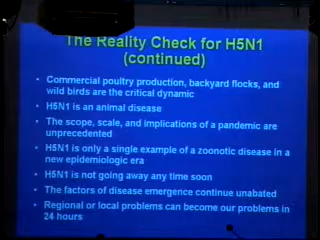 The Reality Check for H5N1
(continued)
• Commercial poultry production, backyard flocks, and
wild birds are the critical dynamic
• H5N1 is an animal disease
• The scope, scale, and implications of a pandemic are
unprecedented
• H5N1 is only a single example of a zoonotic disease in a
new epidemiologic era
• H5N1 is not going away any time soon
• The factors of disease emergence continue unabated
• Regional or local problems can become our problems in
24 hours